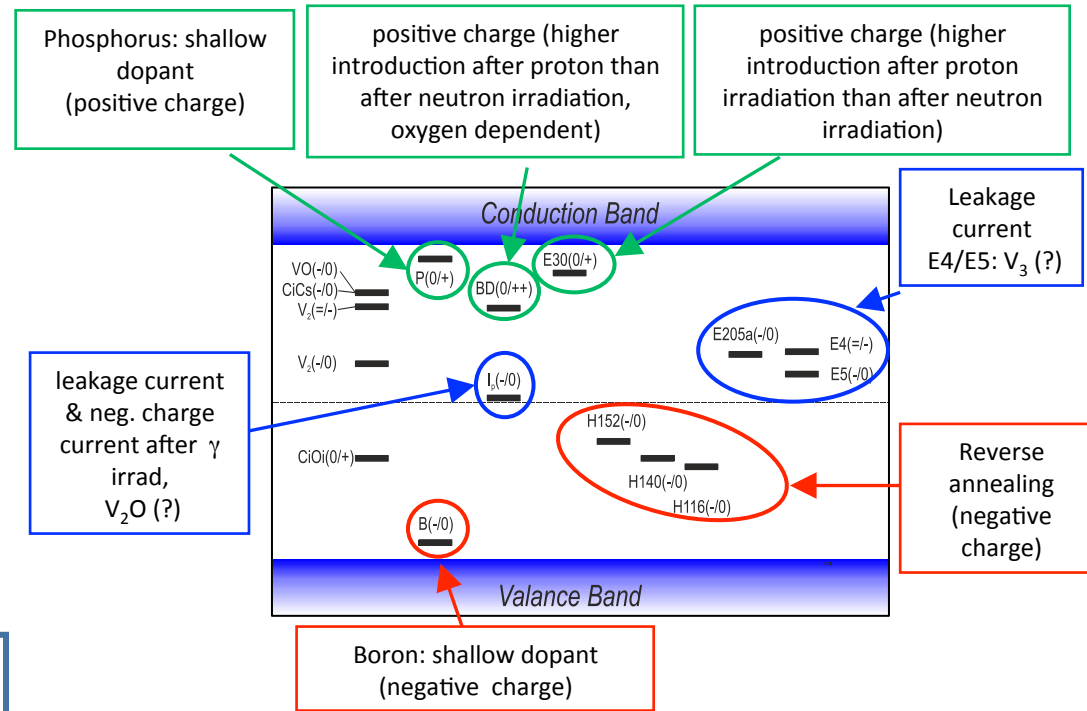 Phosphorus: shallow
dopant
(positive charge)
positive charge (higher
introduction after proton than
after neutron irradiation,
oxygen dependent)
positive charge (higher
introduction after proton
irradiation than after neutron
irradiation)
Leakage
current
E4/E5: V₃ (?)
Conduction Band
VO(-/0)
CiCs(-/0)
V₂(=/-)
P(0/+)
BD(0/++)
E30(0/+)
V₂(-/0)
E205a(-/0)
E4(=/-)
E5(-/0)
leakage current
& neg. charge
current after γ
irrad,
V₂O (?)
Iₚ(-/0)
CiOi(0/+)
H152(-/0)
H140(-/0)
H116(-/0)
Reverse
annealing
(negative
charge)
B(-/0)
Valance Band
Boron: shallow dopant
(negative  charge)